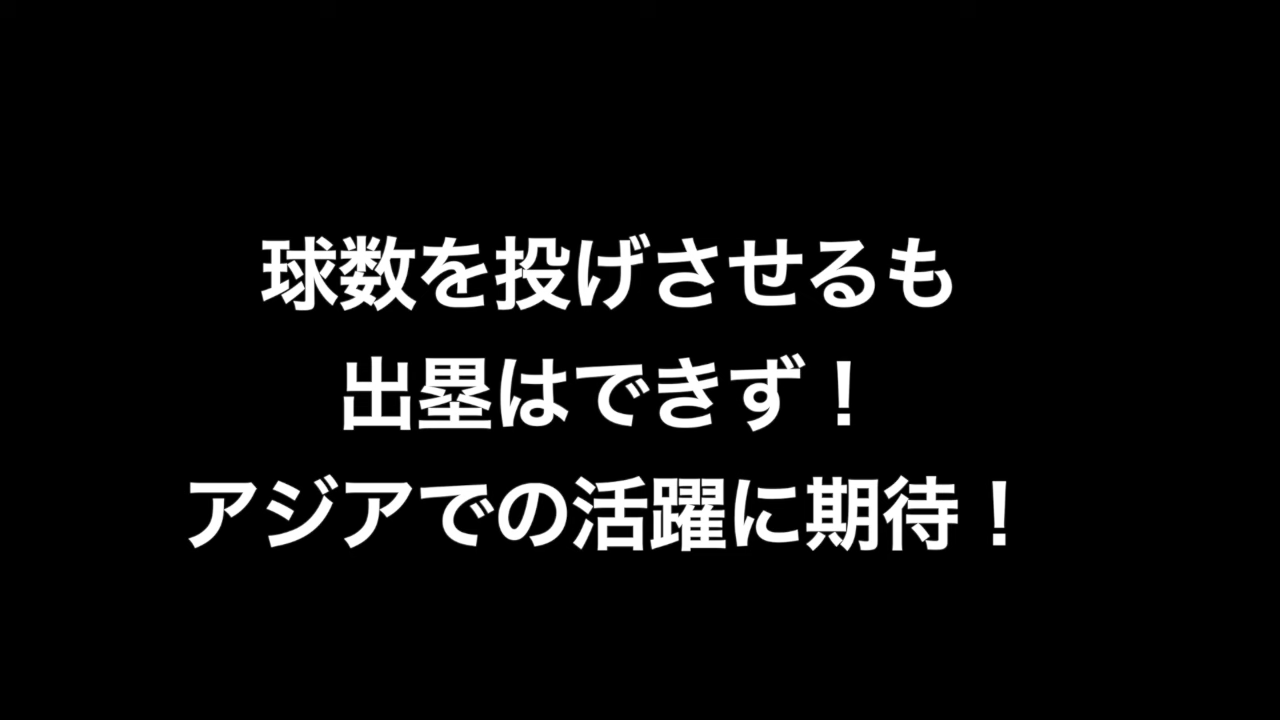 球数を投げさせるも
出塁はできず！
アジアでの活躍に期待！